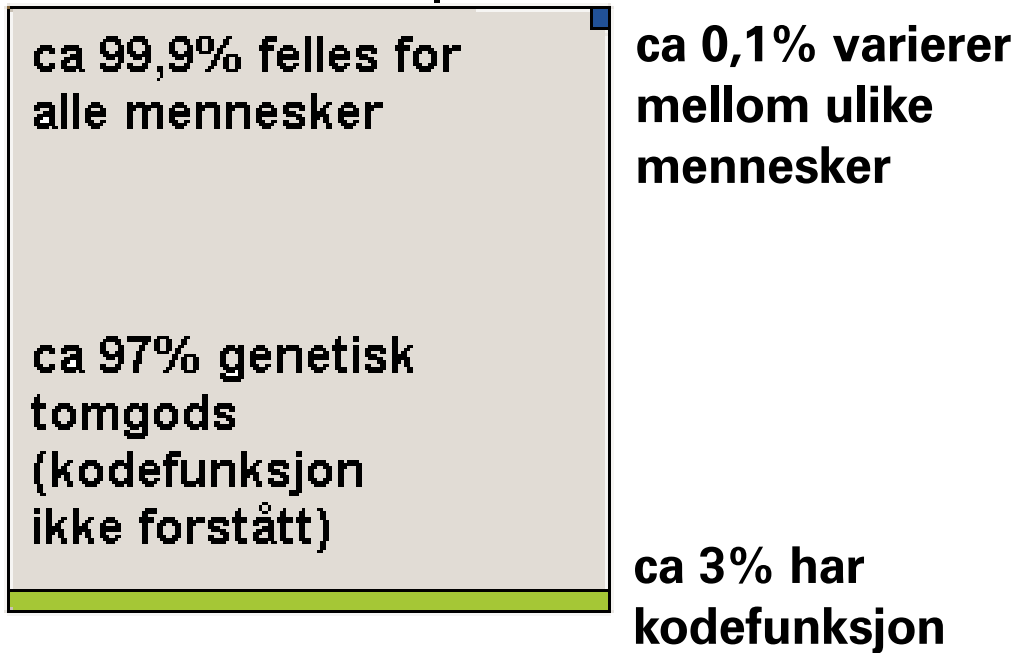 ca 99,9% felles for
alle mennesker
ca 0,1% varierer
mellom ulike
mennesker
ca 97% genetisk
tomgods
(kodefunksjon
ikke forstått)
ca 3% har
kodefunksjon